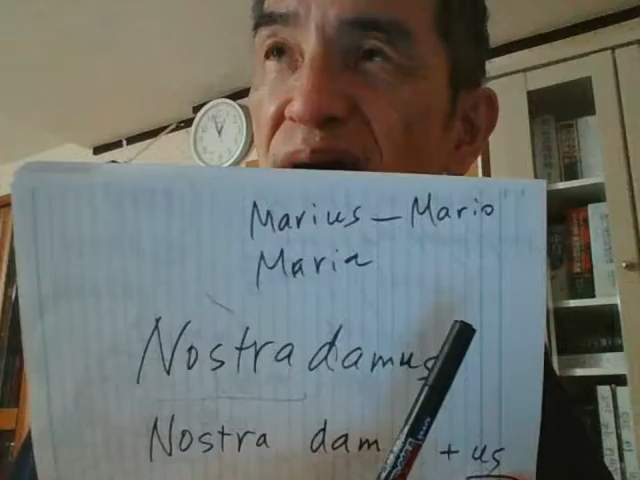 Marius – Mario
Maria
Nostradamus
Nostra dam + us